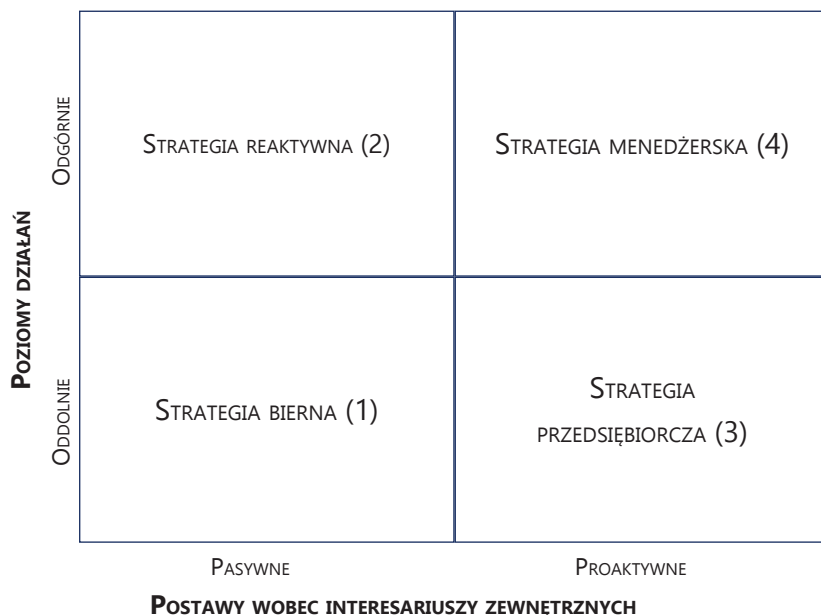 Poziomy działań
Odgórnie
Strategia reaktywna (2)
Strategia menedżerska (4)
Oddolnie
Strategia bierna (1)
Strategia
przedsiębiorcza (3)
Pasywne
Proaktywne
Postawy wobec interesariuszy zewnetrznych